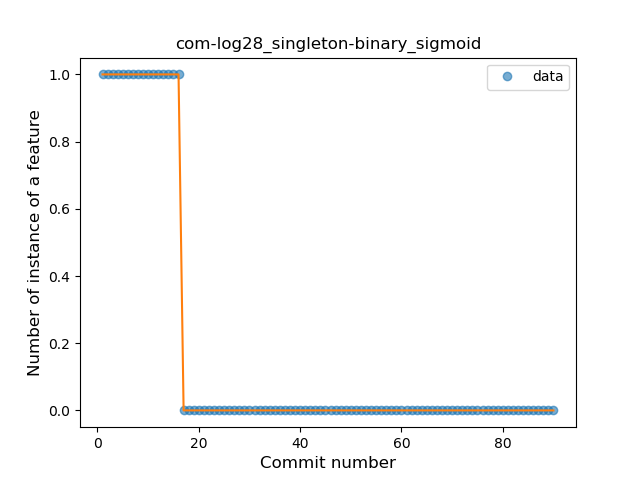 com-log28_singleton-binary_sigmoid
data
Number of instance of a feature
1.0
0.8
0.6
0.4
0.2
0.0
0
20
40
60
80
Commit number